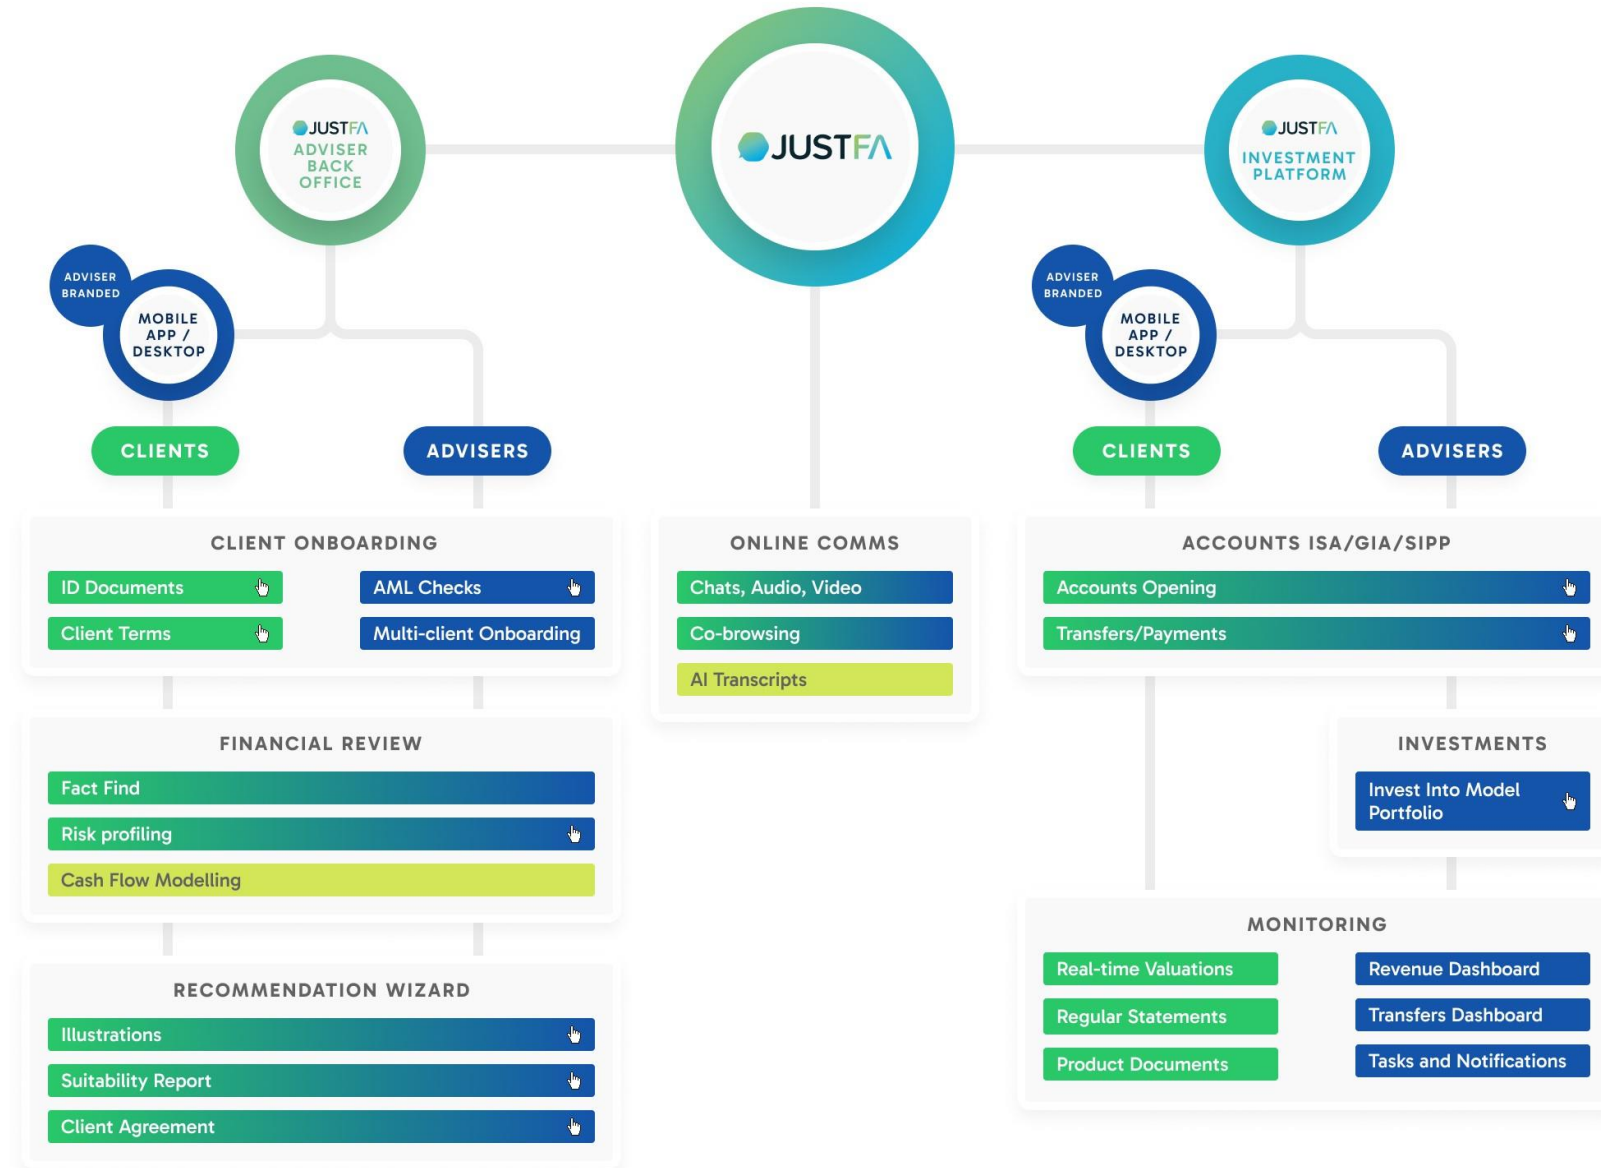 JUSTFA
ADVISER
BACK
OFFICE
JUSTFA
JUSTFA
INVESTMENT
PLATFORM
ADVISER
BRANDED
MOBILE
APP /
DESKTOP
ADVISER
BRANDED
MOBILE
APP /
DESKTOP
CLIENTS
ADVISERS
CLIENTS
ADVISERS
CLIENT ONBOARDING
ID Documents
AML Checks
Client Terms
Multi-client Onboarding
FINANCIAL REVIEW
Fact Find
Risk profiling
Cash Flow Modelling
RECOMMENDATION WIZARD
Illustrations
Suitability Report
Client Agreement
ONLINE COMMS
Chats, Audio, Video
Co-browsing
AI Transcripts
ACCOUNTS ISA/GIA/SIPP
Accounts Opening
Transfers/Payments
INVESTMENTS
Invest Into Model
Portfolio
MONITORING
Real-time Valuations
Revenue Dashboard
Regular Statements
Transfers Dashboard
Product Documents
Tasks and Notifications